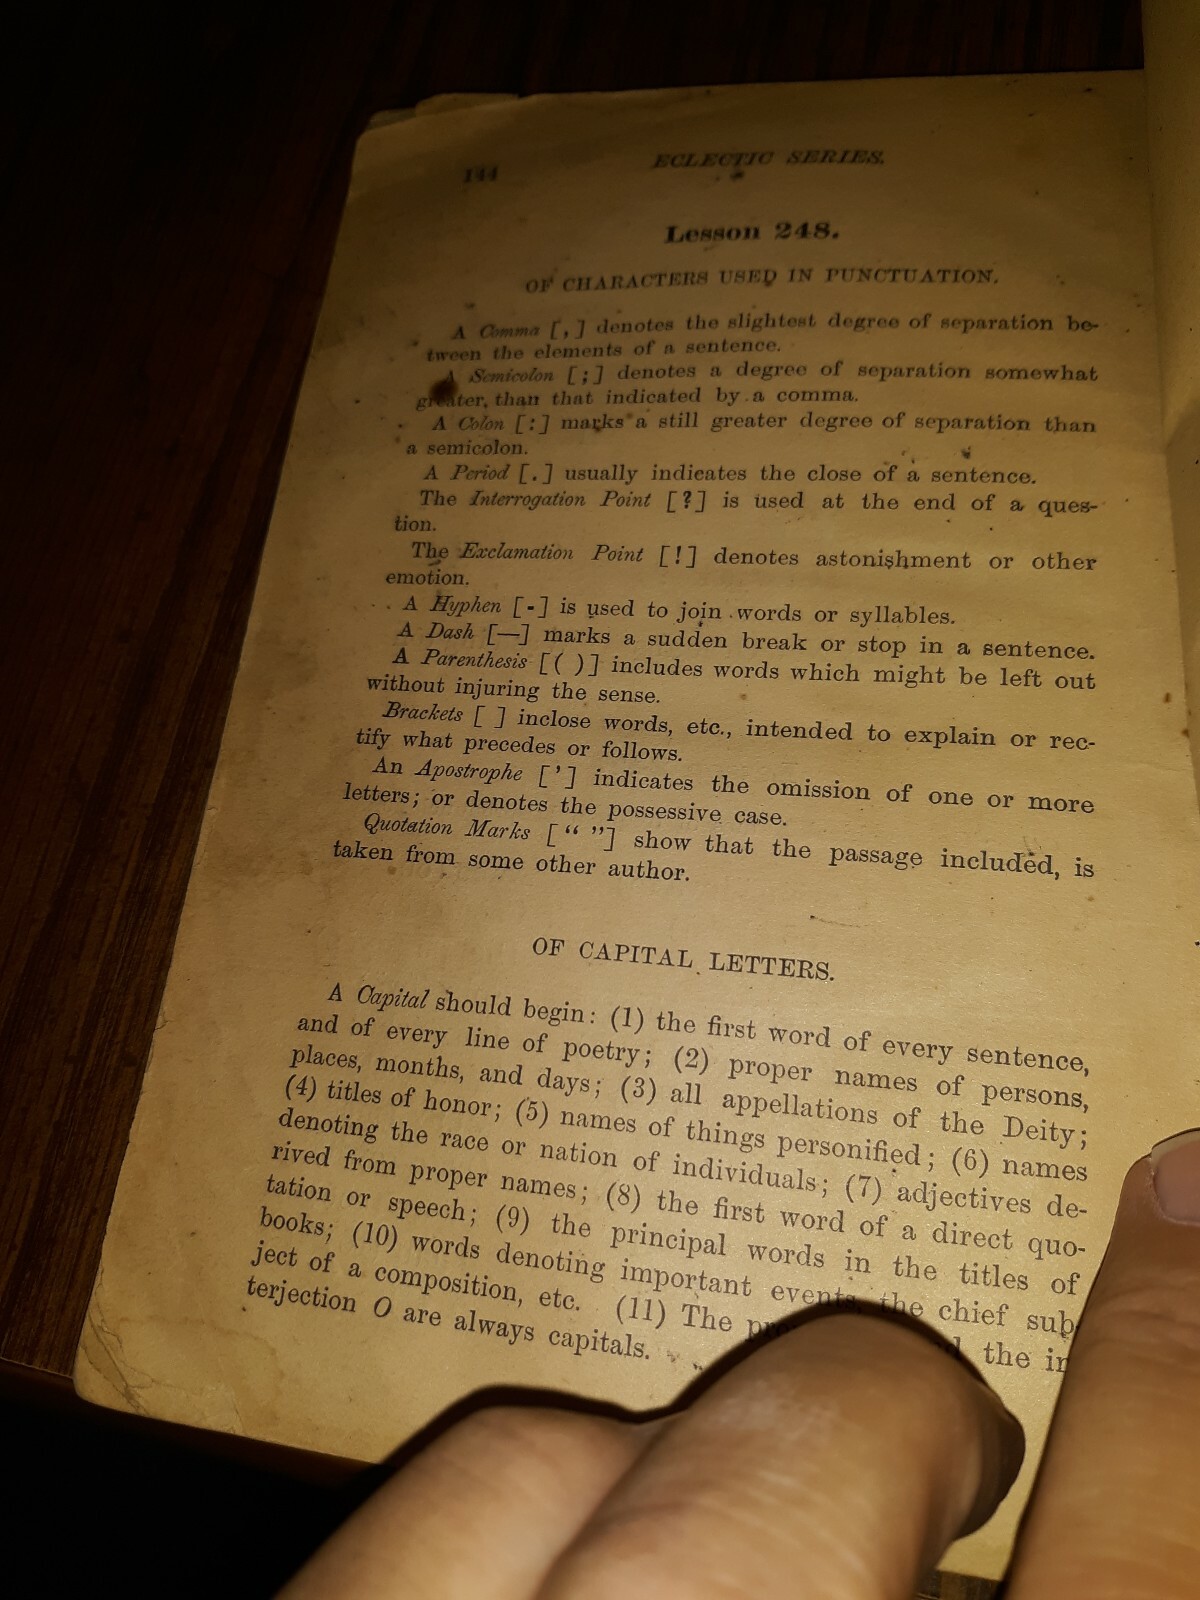 144 ECLECTIC SERIES.
Lesson 248.
OF CHARACTERS USED IN PUNCTUATION.
A Comma [,] denotes the slightest degree of separation be-
tween the elements of a sentence.
A Semicolon [;] denotes a degree of separation somewhat
greater, than that indicated by a comma.
A Colon [:] marks a still greater degree of separation than
a semicolon.
A Period [.] usually indicates the close of a sentence.
The Interrogation Point [?] is used at the end of a ques-
tion.
The Exclamation Point [!] denotes astonishment or other
emotion.
A Hyphen [-] is used to join words or syllables.
A Dash [—] marks a sudden break or stop in a sentence.
A Parenthesis [( )] includes words which might be left out
without injuring the sense.
Brackets [ ] inclose words, etc., intended to explain or rec-
tify what precedes or follows.
An Apostrophe ['] indicates the omission of one or more
letters; or denotes the possessive case.
Quotation Marks [“ ”] show that the passage included, is
taken from some other author.
OF CAPITAL LETTERS.
A Capital should begin: (1) the first word of every sentence,
and of every line of poetry; (2) proper names of persons,
places, months, and days; (3) all appellations of the Deity;
(4) titles of honor; (5) names of things personified; (6) names
denoting the race or nation of individuals; (7) adjectives de-
rived from proper names; (8) the first word of a direct quo-
tation or speech; (9) the principal words in the titles of
books; (10) words denoting important events, the chief sub-
ject of a composition, etc. (11) The the in
terjection O are always capitals.